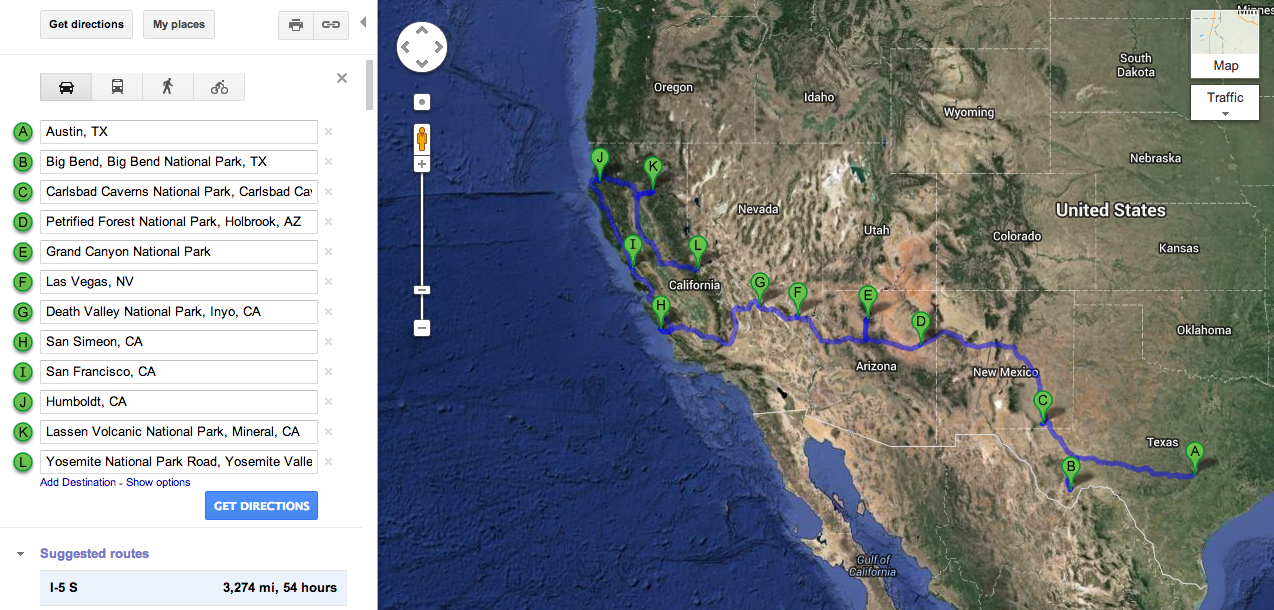 Get directions
My places
A
Austin, TX
B
Big Bend, Big Bend National Park, TX
C
Carlsbad Caverns National Park, Carlsbad Ca
D
Petrified Forest National Park, Holbrook, AZ
E
Grand Canyon National Park
F
Las Vegas, NV
G
Death Valley National Park, Inyo, CA
H
San Simeon, CA
I
San Francisco, CA
J
Humboldt, CA
K
Lassen Volcanic National Park, Mineral, CA
L
Yosemite National Park Road, Yosemite Valle
Add Destination - Show options
GET DIRECTIONS
Suggested routes
I-5 S 3,274 mi, 54 hours
Map
Traffic
Minnes
South
Dakota
Oregon
Idaho
Wyoming
Nebraska
J
K
Nevada
United States
Utah
Colorado
Kansas
I
L
California
G
F
E
H
D
Oklahoma
Arizona
New Mexico
C
Texas
A
B
Gulf of
California